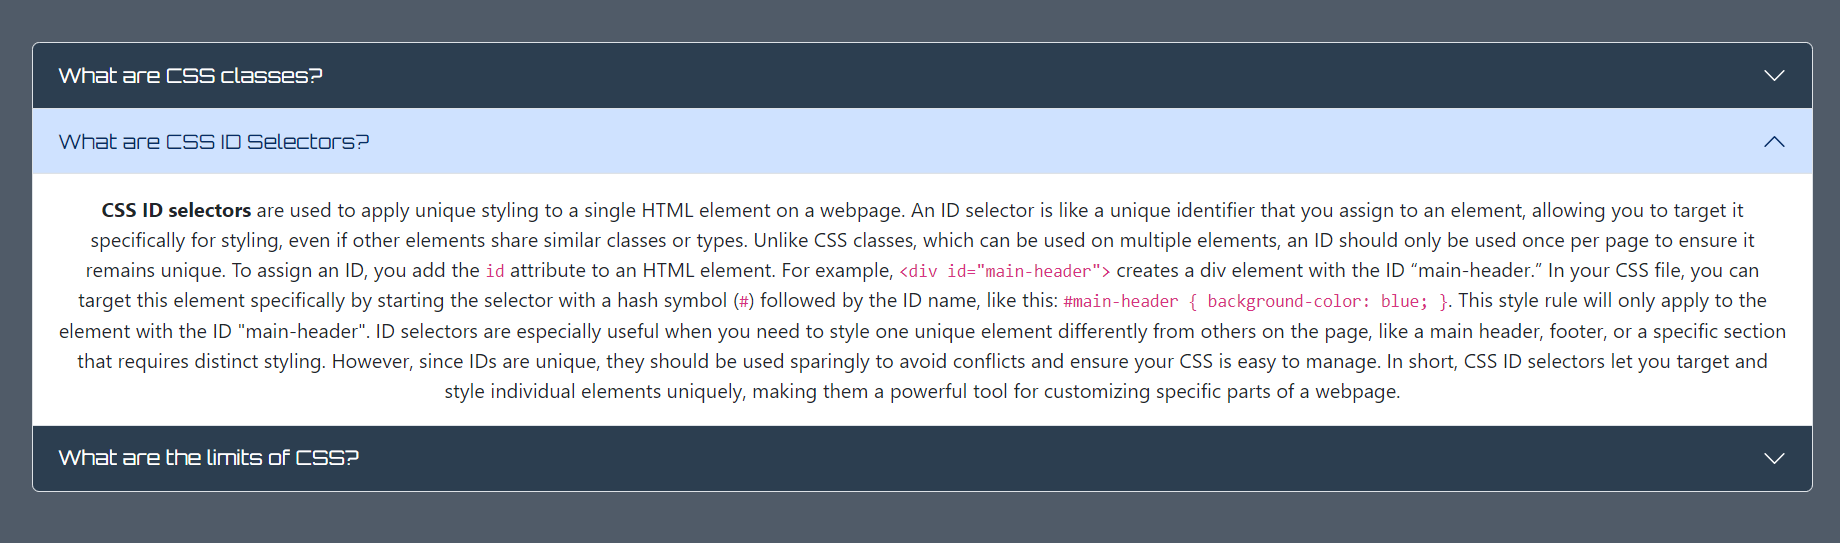 What are CSS classes?
What are CSS ID Selectors?
CSS ID selectors are used to apply unique styling to a single HTML element on a webpage. An ID selector is like a unique identifier that you assign to an element, allowing you to target it
specifically for styling, even if other elements share similar classes or types. Unlike CSS classes, which can be used on multiple elements, an ID should only be used once per page to ensure it
remains unique. To assign an ID, you add the id attribute to an HTML element. For example, <div id="main-header"> creates a div element with the ID “main-header.” In your CSS file, you can
target this element specifically by starting the selector with a hash symbol (#) followed by the ID name, like this: #main-header { background-color: blue; }. This style rule will only apply to the
element with the ID "main-header". ID selectors are especially useful when you need to style one unique element differently from others on the page, like a main header, footer, or a specific section
that requires distinct styling. However, since IDs are unique, they should be used sparingly to avoid conflicts and ensure your CSS is easy to manage. In short, CSS ID selectors let you target and
style individual elements uniquely, making them a powerful tool for customizing specific parts of a webpage.
What are the limits of CSS?